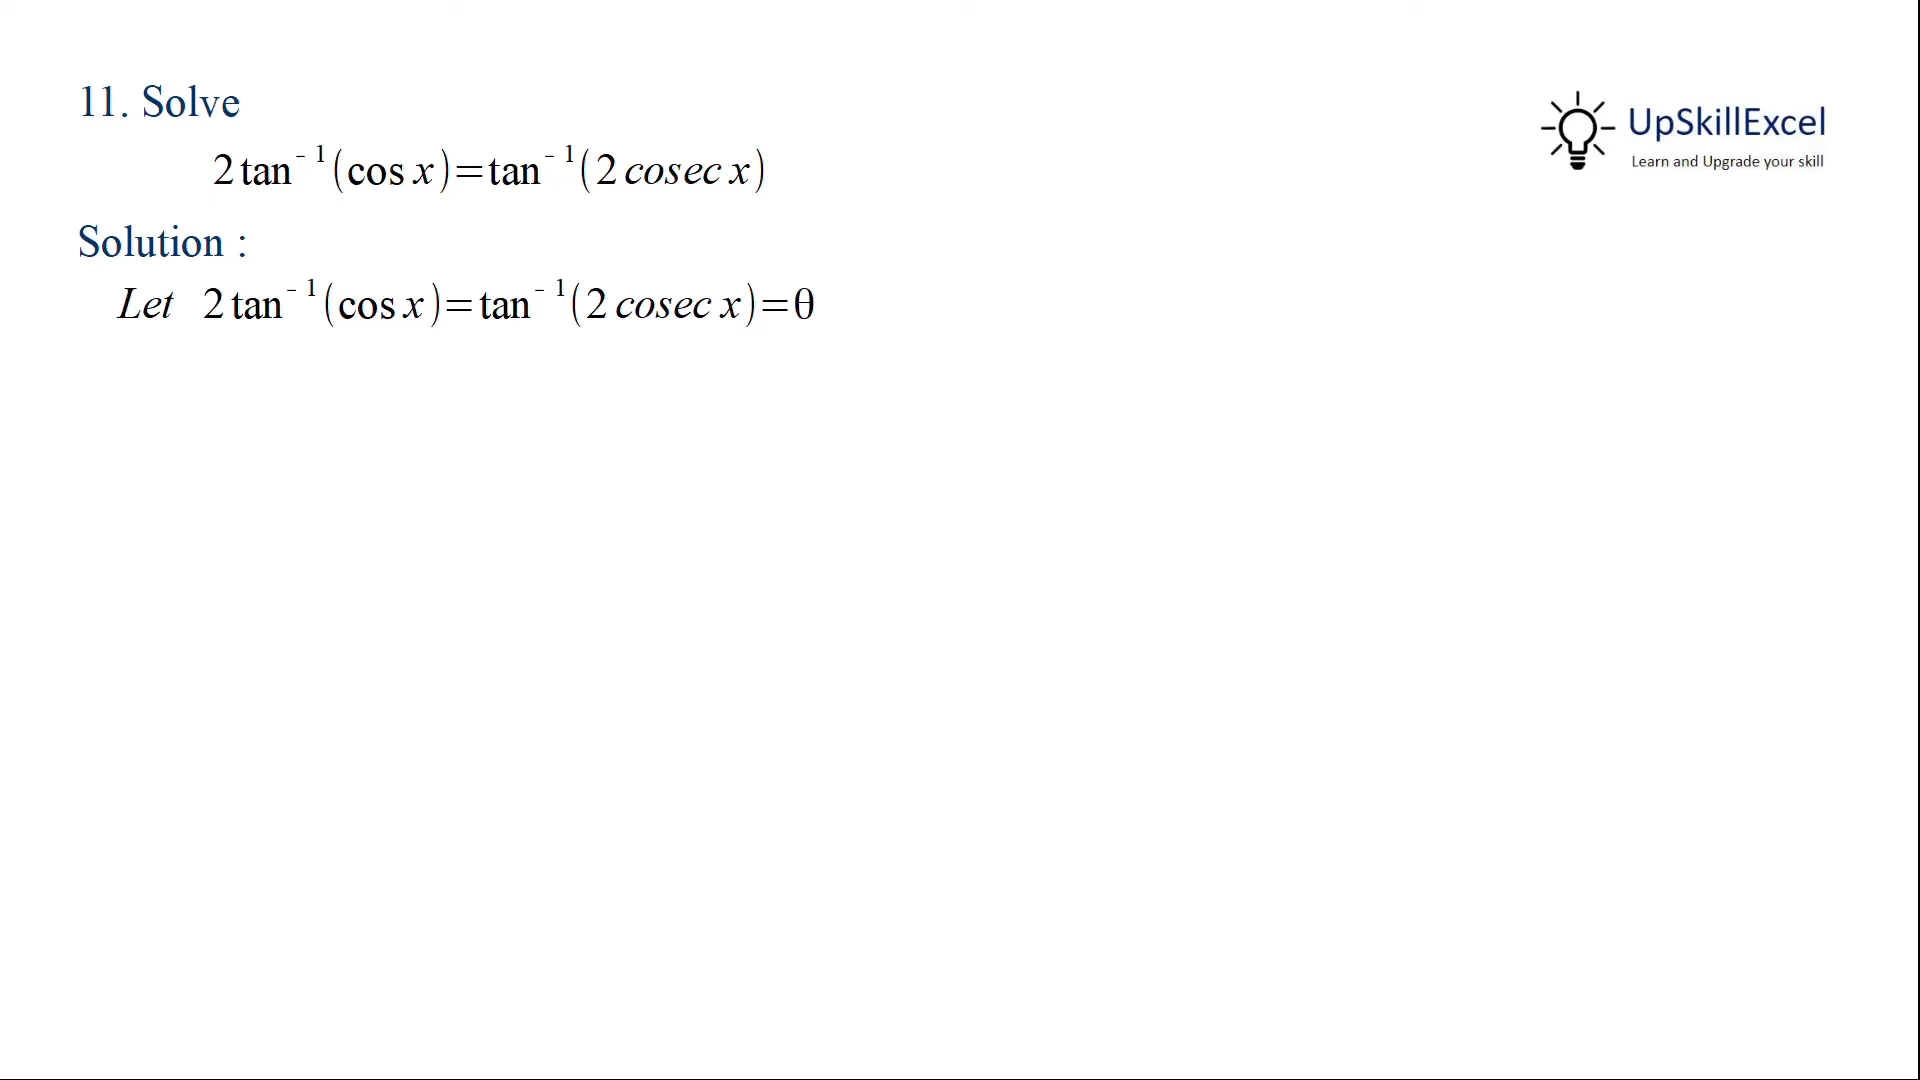 11. Solve
2 tan⁻¹(cos x)=tan⁻¹(2 cosec x)
UpSkillExcel
Learn and Upgrade your skill
Solution :
Let 2 tan⁻¹(cos x)=tan⁻¹(2 cosec x)=θ